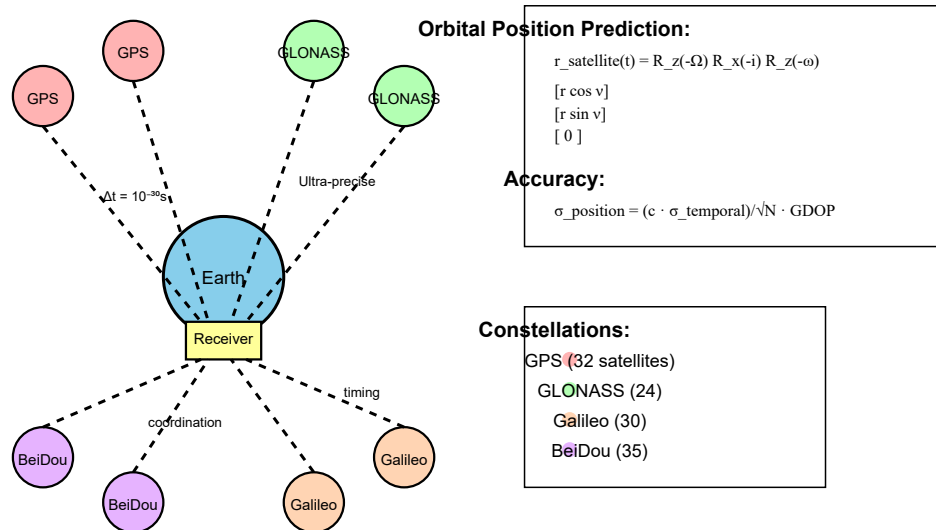 GPS
GPS
GLONASS
GLONASS
Δt = 10⁻³⁰s
Ultra-precise
Earth
Receiver
timing
coordination
BeiDou
BeiDou
Galileo
Galileo
Orbital Position Prediction:
r_satellite(t) = R_z(-Ω) R_x(-i) R_z(-ω)
[r cos ν]
[r sin ν]
[ 0 ]
Accuracy:
σ_position = (c · σ_temporal)/√N · GDOP
Constellations:
GPS (32 satellites)
GLONASS (24)
Galileo (30)
BeiDou (35)